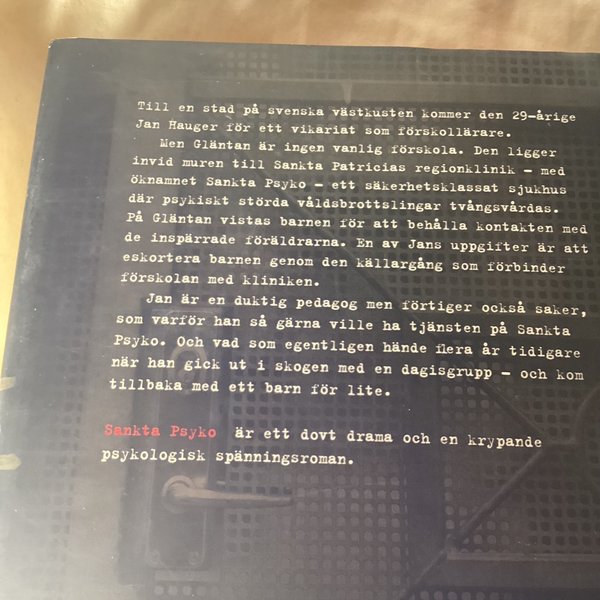 Till en stad på svenska västkusten kommer den 29-årige
Jan Hauger för ett vikariat som förskollärare.
Men Gläntan är ingen vanlig förskola. Den ligger
invid muren till Sankta Patricias regionklinik – med
öknamnet Sankta Psyko – ett säkerhetsklassat sjukhus
där psykiskt störda våldsbrottslingar tvångsvårdas.
På Gläntan vistas barnen för att behålla kontakten med
de inspärrade föräldrarna. En av Jans uppgifter är att
eskortera barnen genom den källargång som förbinder
förskolan med kliniken.
Jan är en duktig pedagog men förtiger också saker,
som varför han så gärna ville ha tjänsten på Sankta
Psyko. Och vad som egentligen hände flera år tidigare
när han gick ut i skogen med en dagisgrupp – och kom
tillbaka med ett barn för lite.
Sankta Psyko är ett dovt drama och en krypande
psykologisk spänningsroman.